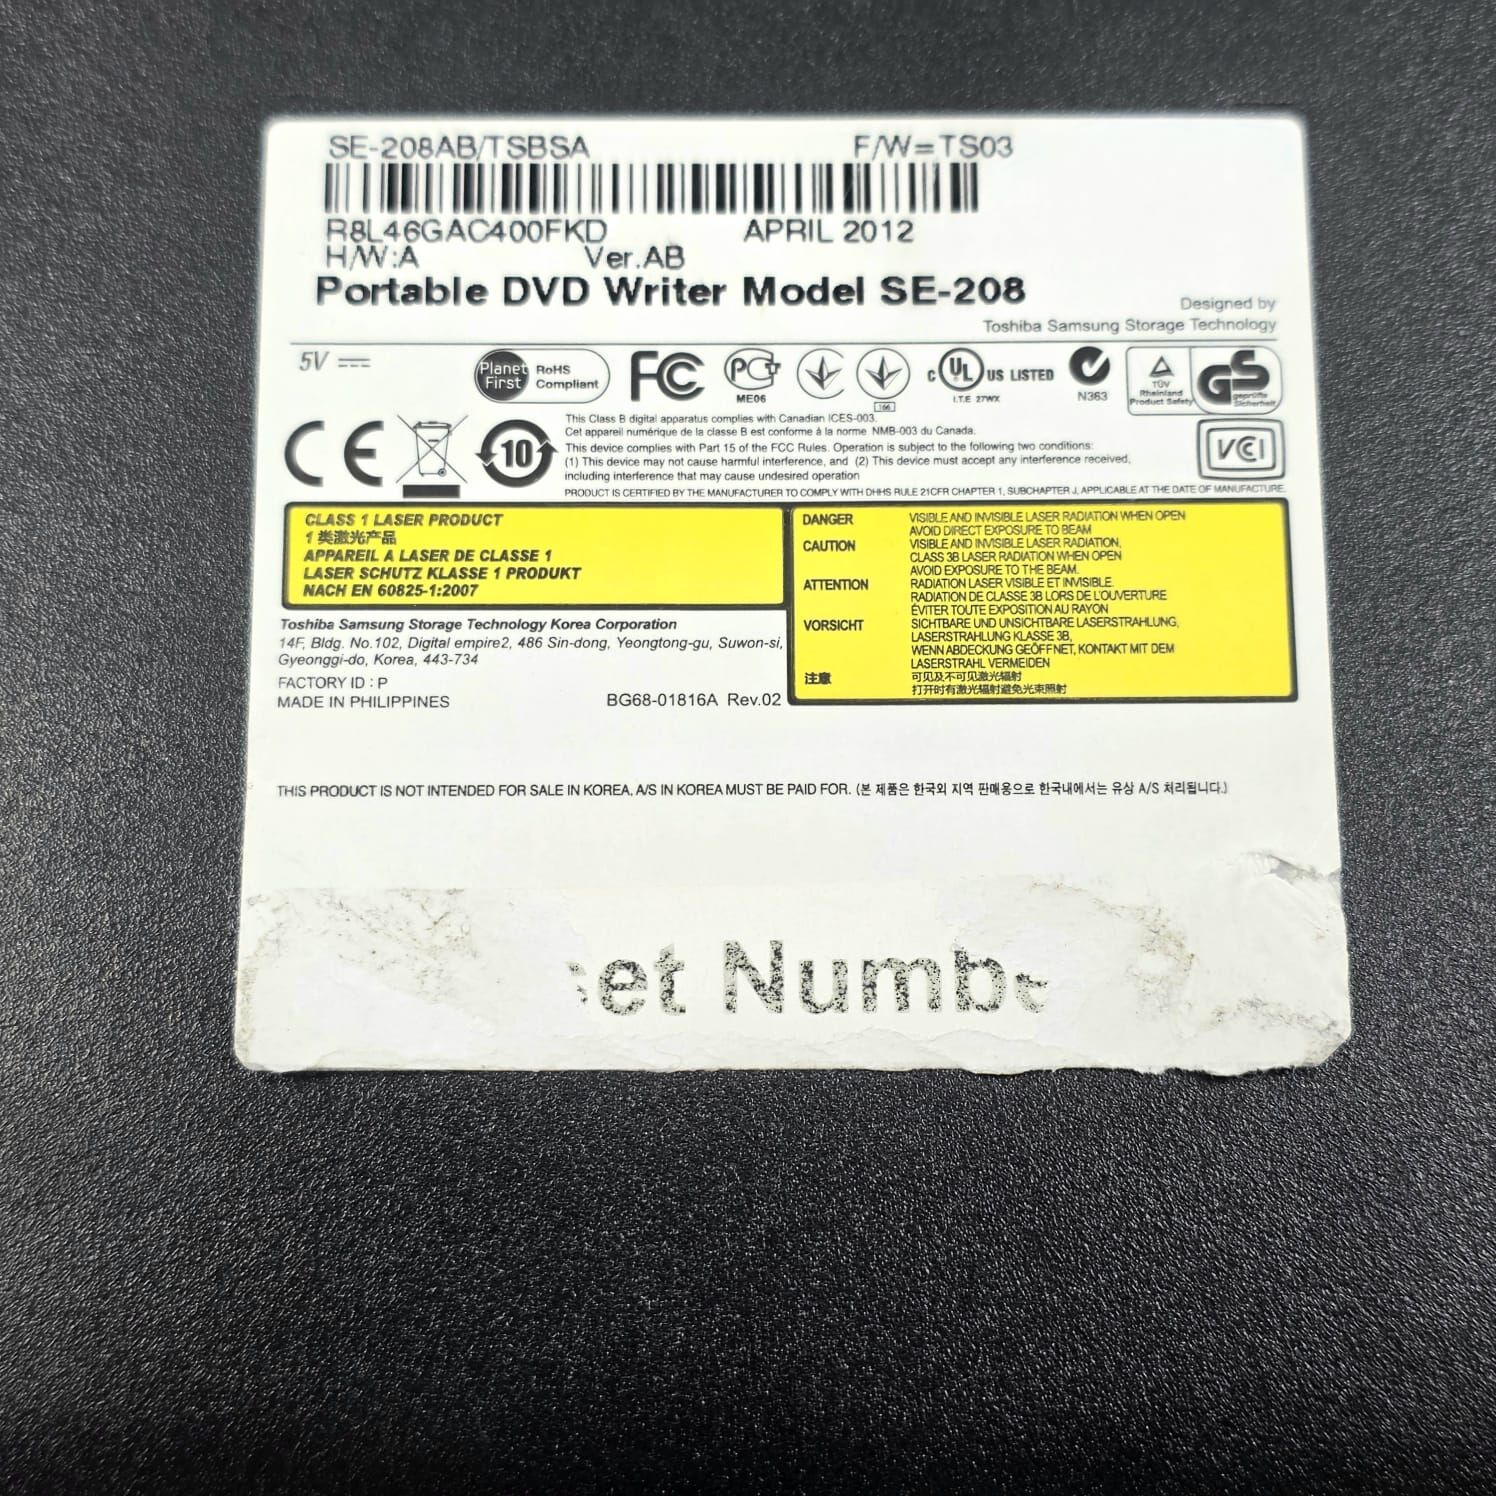 SE-208AB/TSBSA F/W=TS03
R8L46GAC400FKD APRIL 2012
H/W:A Ver.AB
Portable DVD Writer Model SE-208
Designed by
Toshiba Samsung Storage Technology
5V
Planet First RoHS Compliant
FC
PCT
ME06
166
c UL US LISTED
I.T.E 27WX
N363
TÜV
Rheinland
Product Safety
GS
geprüfte
Sicherheit
CE
10
This Class B digital apparatus complies with Canadian ICES-003.
Cet appareil numérique de la classe B est conforme à la norme NMB-003 du Canada.
This device complies with Part 15 of the FCC Rules. Operation is subject to the following two conditions:
(1) This device may not cause harmful interference, and (2) This device must accept any interference received,
including interference that may cause undesired operation
PRODUCT IS CERTIFIED BY THE MANUFACTURER TO COMPLY WITH DHHS RULE 21CFR CHAPTER 1, SUBCHAPTER J, APPLICABLE AT THE DATE OF MANUFACTURE.
VCI
CLASS 1 LASER PRODUCT
1 类激光产品
APPAREIL A LASER DE CLASSE 1
LASER SCHUTZ KLASSE 1 PRODUKT
NACH EN 60825-1:2007
DANGER VISIBLE AND INVISIBLE LASER RADIATION WHEN OPEN
AVOID DIRECT EXPOSURE TO BEAM
CAUTION VISIBLE AND INVISIBLE LASER RADIATION,
CLASS 3B LASER RADIATION WHEN OPEN
AVOID EXPOSURE TO THE BEAM.
ATTENTION RADIATION LASER VISIBLE ET INVISIBLE.
RADIATION DE CLASSE 3B LORS DE L'OUVERTURE
ÉVITER TOUTE EXPOSITION AU RAYON
VORSICHT SICHTBARE UND UNSICHTBARE LASERSTRAHLUNG,
LASERSTRAHLUNG KLASSE 3B,
WENN ABDECKUNG GEÖFFNET, KONTAKT MIT DEM
LASERSTRAHL VERMEIDEN
注意 可见及不可见激光辐射
打开时有激光辐射避免光束照射
Toshiba Samsung Storage Technology Korea Corporation
14F, Bldg. No.102, Digital empire2, 486 Sin-dong, Yeongtong-gu, Suwon-si,
Gyeonggi-do, Korea, 443-734
FACTORY ID : P
MADE IN PHILIPPINES BG68-01816A Rev.02
THIS PRODUCT IS NOT INTENDED FOR SALE IN KOREA, A/S IN KOREA MUST BE PAID FOR. (본 제품은 한국외 지역 판매용으로 한국내에서는 유상 A/S 처리됩니다.)
et Numbe